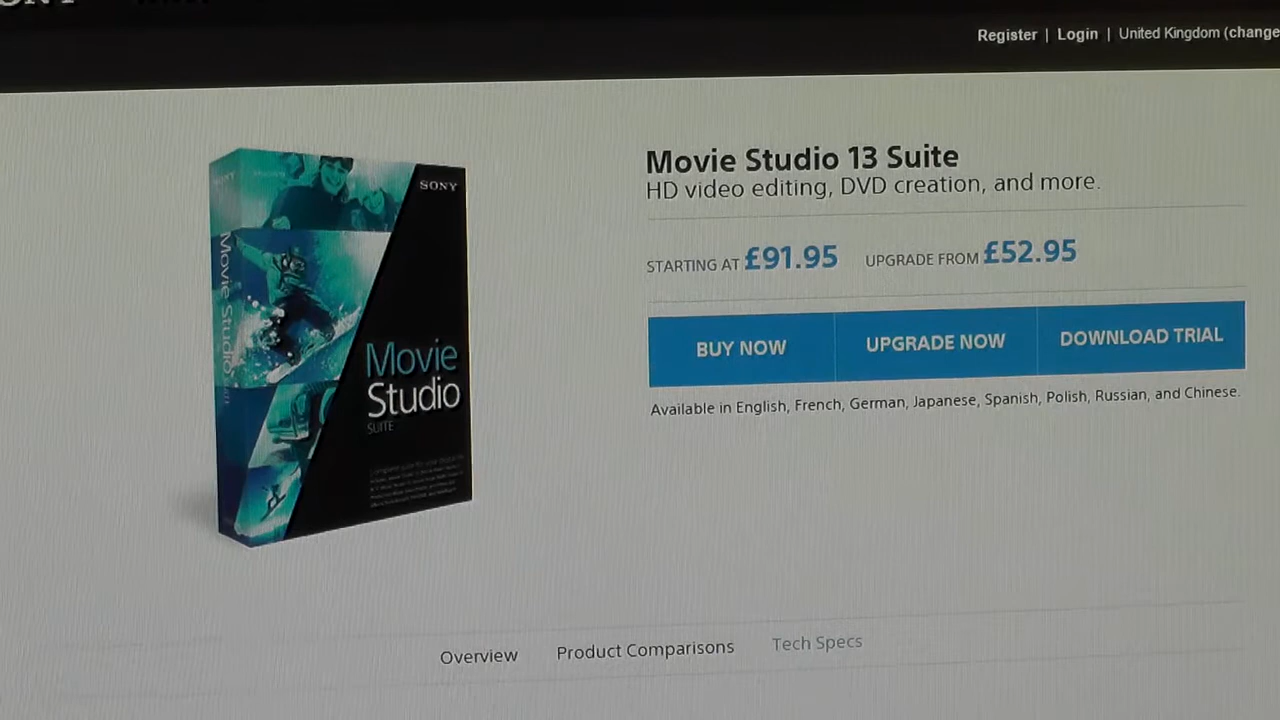 Register | Login | United Kingdom (change
Movie Studio 13 Suite
HD video editing, DVD creation, and more.
STARTING AT £91.95 UPGRADE FROM £52.95
BUY NOW UPGRADE NOW DOWNLOAD TRIAL
Available in English, French, German, Japanese, Spanish, Polish, Russian, and Chinese.
SONY
Movie Studio
Movie
Studio
SUITE
Overview Product Comparisons Tech Specs